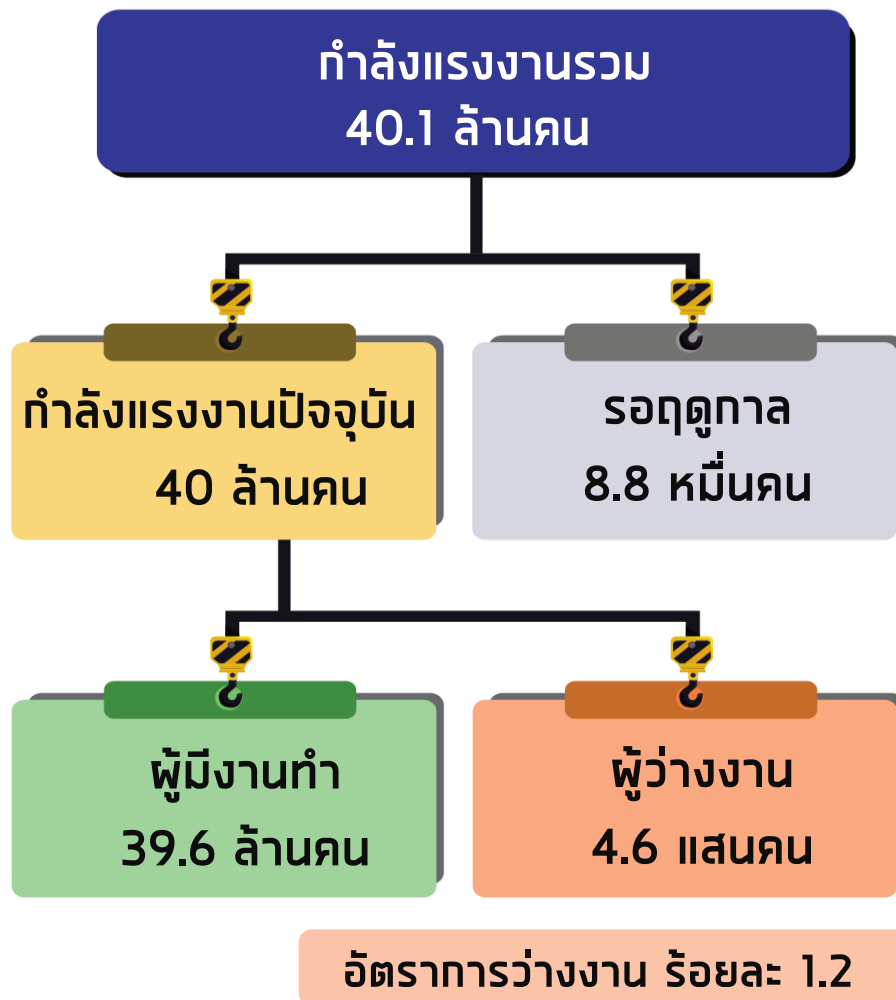 กำลังแรงงานรวม
40.1 ล้านคน
กำลังแรงงานปัจจุบัน
40 ล้านคน
รอฤดูกาล
8.8 หมื่นคน
ผู้มีงานทำ
39.6 ล้านคน
ผู้ว่างงาน
4.6 แสนคน
อัตราการว่างงาน ร้อยละ 1.2